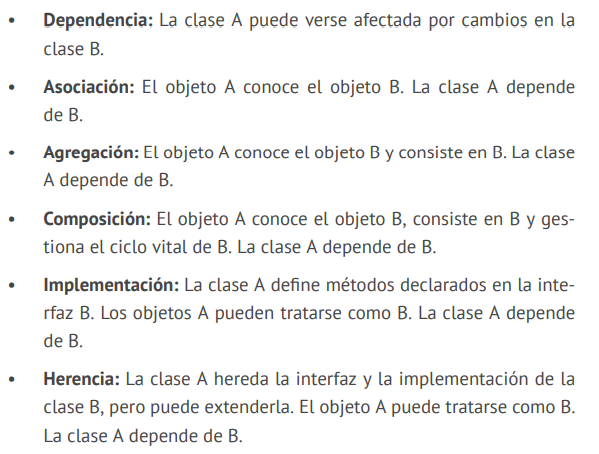 • Dependencia: La clase A puede verse afectada por cambios en la
clase B.
• Asociación: El objeto A conoce el objeto B. La clase A depende
de B.
• Agregación: El objeto A conoce el objeto B y consiste en B. La clase
A depende de B.
• Composición: El objeto A conoce el objeto B, consiste en B y ges-
tiona el ciclo vital de B. La clase A depende de B.
• Implementación: La clase A define métodos declarados en la inte-
rfaz B. Los objetos A pueden tratarse como B. La clase A depende
de B.
• Herencia: La clase A hereda la interfaz y la implementación de la
clase B, pero puede extenderla. El objeto A puede tratarse como B.
La clase A depende de B.